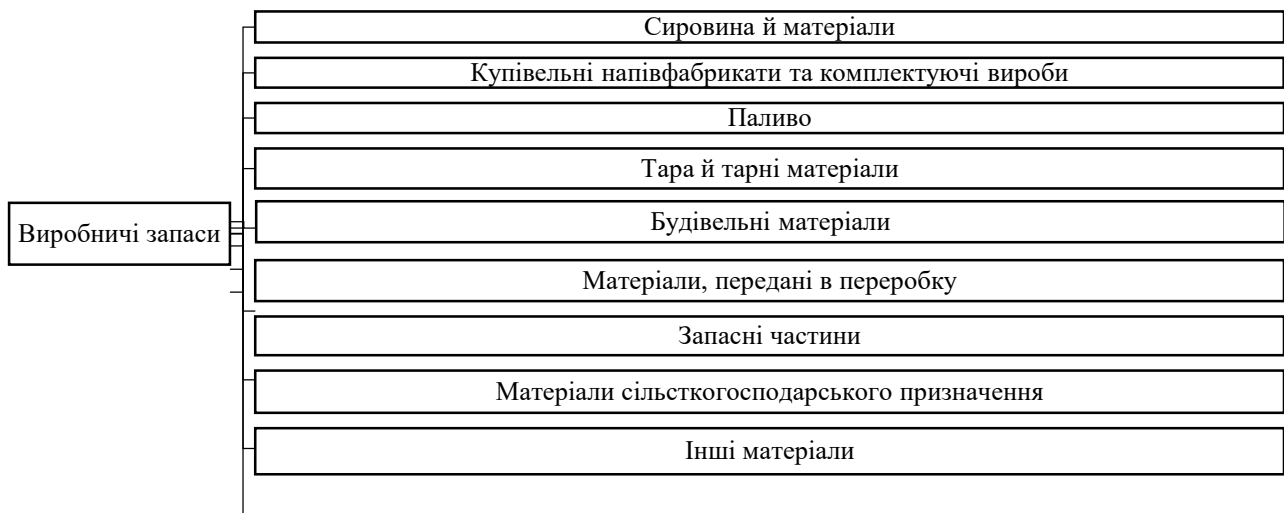 Сировина й матеріали
Купівельні напівфабрикати та комплектуючі вироби
Паливо
Тара й тарні матеріали
Виробничі запаси
Будівельні матеріали
Матеріали, передані в переробку
Запасні частини
Матеріали сільсткогосподарського призначення
Інші матеріали